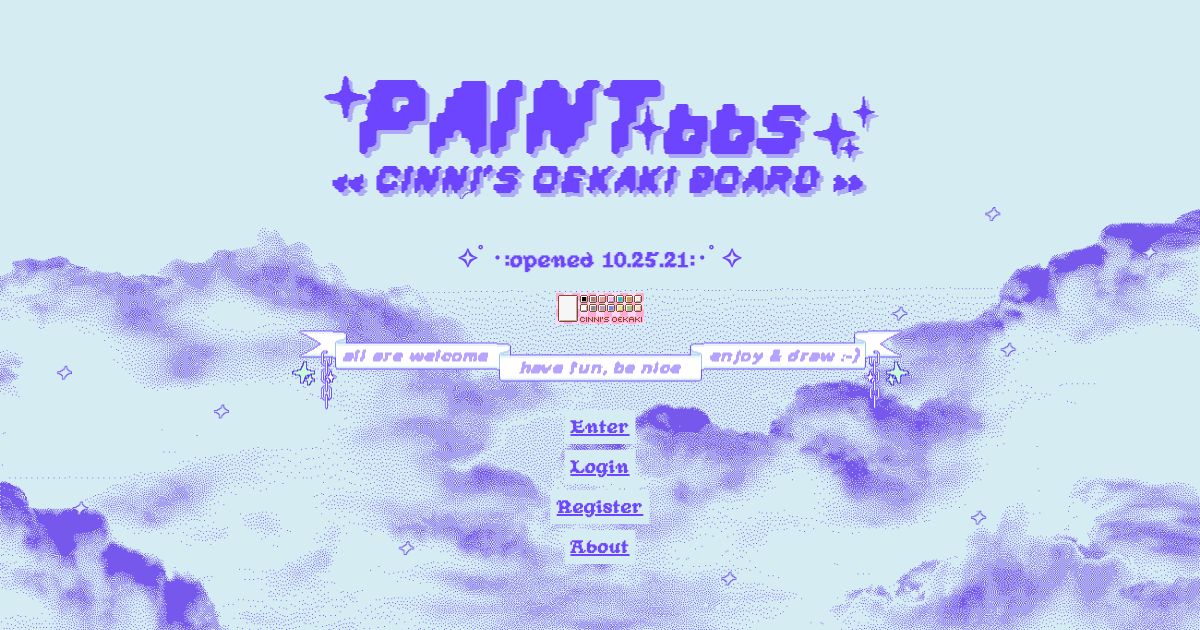 PAINTbbS
« CINNI'S OEKAKI BOARD »
✧˚ ·:opened 10.25.21:· ˚✧
CINNI'S OEKAKI
all are welcome
have fun, be nice
enjoy & draw :-)
Enter
Login
Register
About